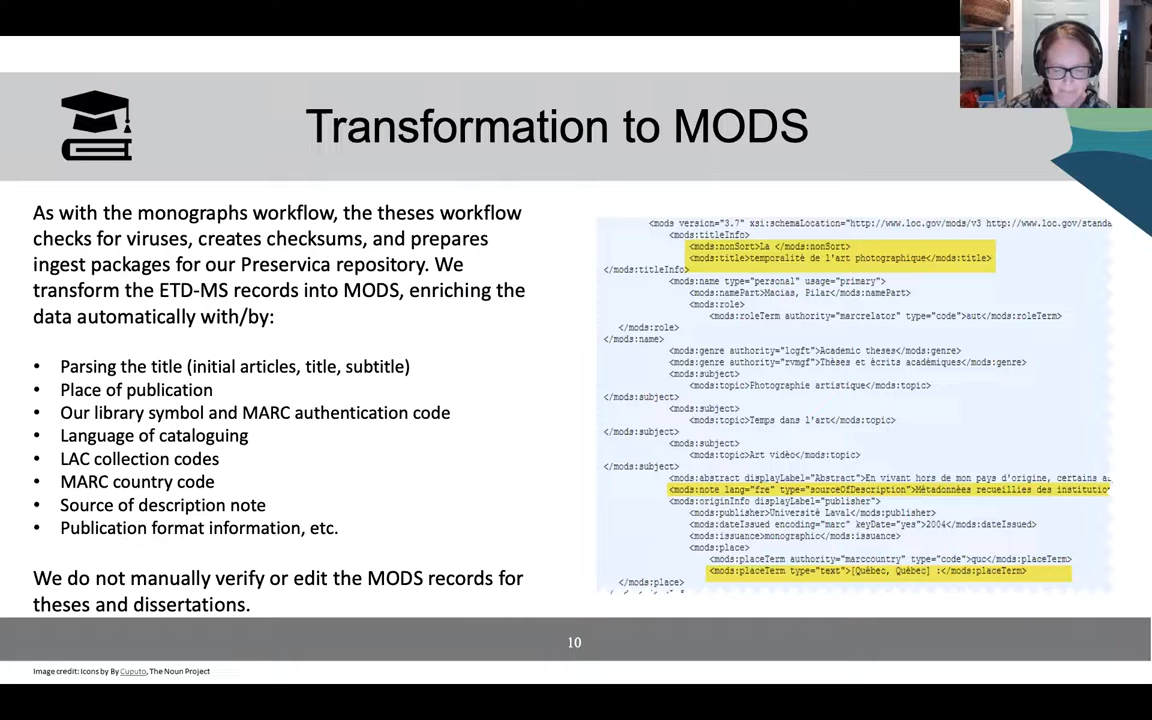 Transformation to MODS
As with the monographs workflow, the theses workflow
checks for viruses, creates checksums, and prepares
ingest packages for our Preservica repository. We
transform the ETD-MS records into MODS, enriching the
data automatically with/by:
• Parsing the title (initial articles, title, subtitle)
• Place of publication
• Our library symbol and MARC authentication code
• Language of cataloguing
• LAC collection codes
• MARC country code
• Source of description note
• Publication format information, etc.
We do not manually verify or edit the MODS records for
theses and dissertations.
<mods version="3.7" xsi:schemaLocation="http://www.loc.gov/mods/v3 http://www.loc.gov/standa
<mods:titleInfo>
<mods:nonSort>La </mods:nonSort>
<mods:title>temporalité de l'art photographique</mods:title>
</mods:titleInfo>
<mods:name type="personal" usage="primary">
<mods:namePart>Macias, Pilar</mods:namePart>
<mods:role>
<mods:roleTerm authority="marcrelator" type="code">aut</mods:roleTerm>
</mods:role>
</mods:name>
<mods:genre authority="lcgft">Academic theses</mods:genre>
<mods:genre authority="rvmgf">Thèses et écrits académiques</mods:genre>
<mods:subject>
<mods:topic>Photographie artistique</mods:topic>
</mods:subject>
<mods:subject>
<mods:topic>Temps dans l'art</mods:topic>
</mods:subject>
<mods:subject>
<mods:topic>Art vidéo</mods:topic>
</mods:subject>
<mods:abstract displayLabel="Abstract">En vivant hors de mon pays d'origine, certains a
<mods:note lang="fre" type="sourceOfDescription">Métadonnées recueillies des institutio
<mods:originInfo displayLabel="publisher">
<mods:publisher>Université Laval</mods:publisher>
<mods:dateIssued encoding="marc" keyDate="yes">2004</mods:dateIssued>
<mods:issuance>monographic</mods:issuance>
<mods:place>
<mods:placeTerm authority="marccountry" type="code">quc</mods:placeTerm>
<mods:placeTerm type="text">[Québec, Québec] :</mods:placeTerm>
</mods:place>
10
Image credit: Icons by By Cuputo, The Noun Project